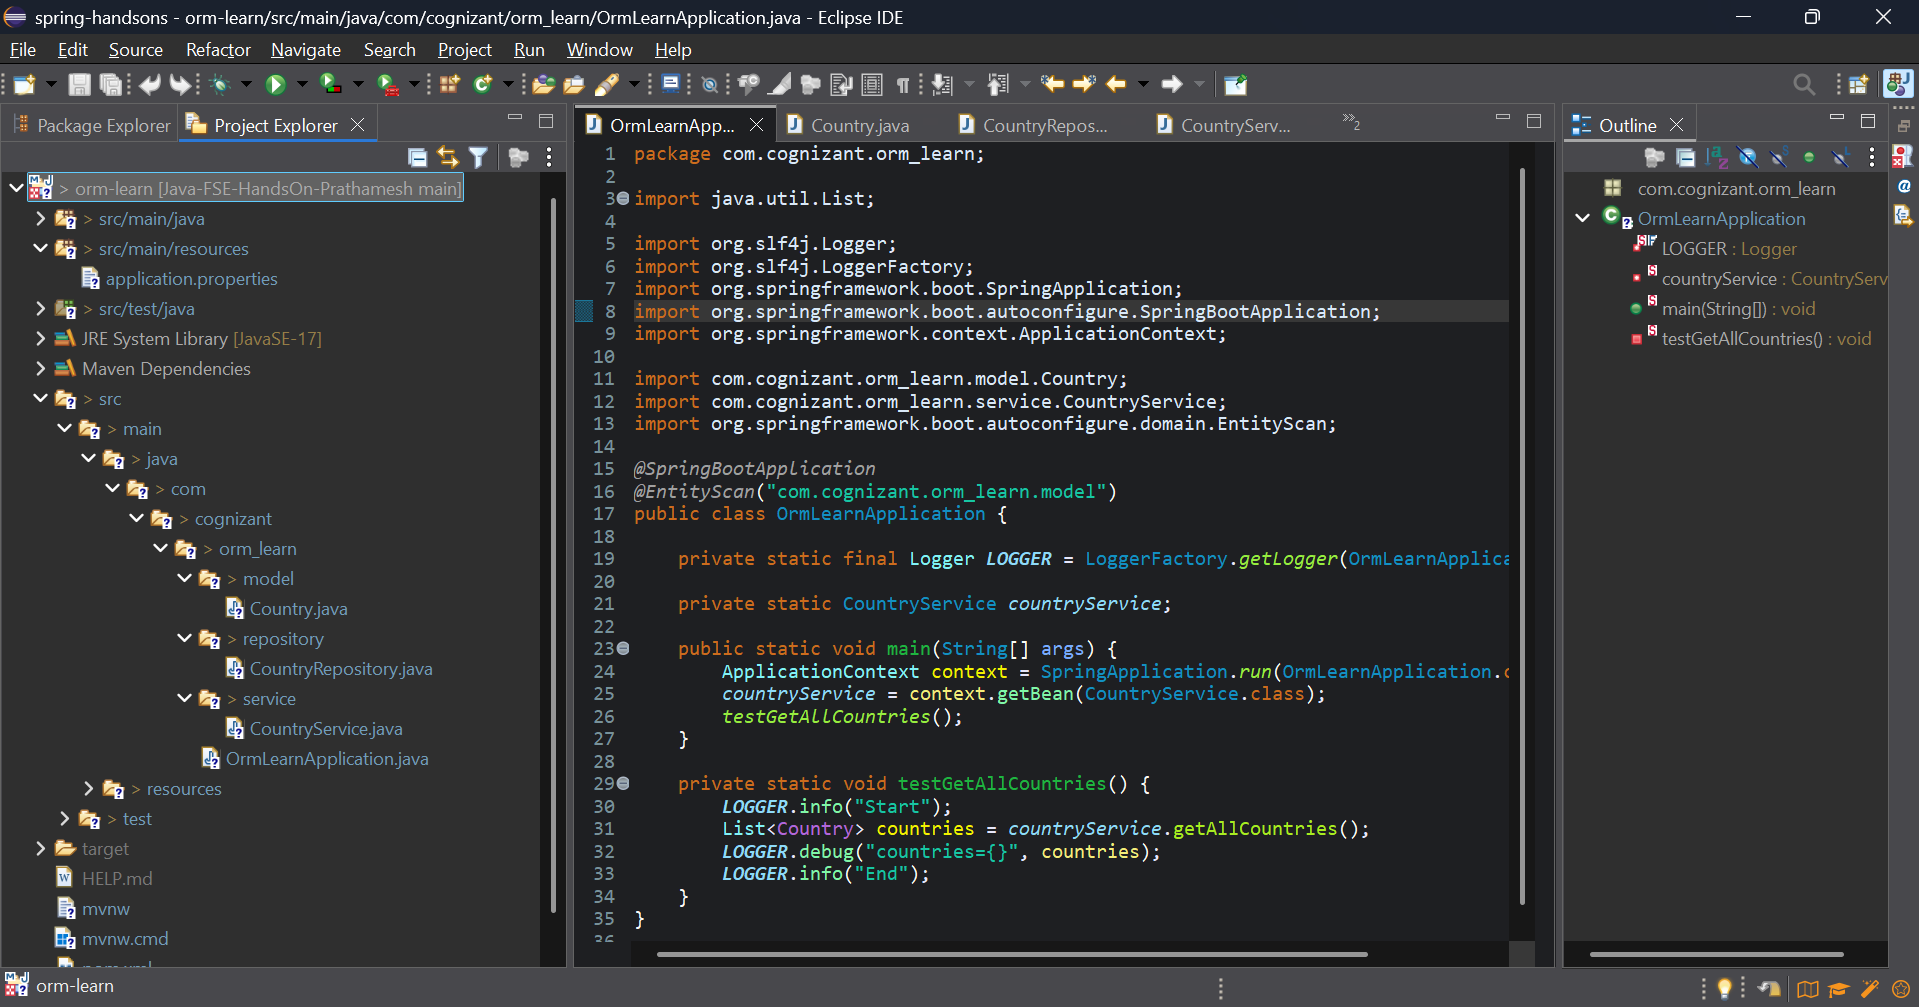 spring-handsons - orm-learn/src/main/java/com/cognizant/orm_learn/OrmLearnApplication.java - Eclipse IDE
File Edit Source Refactor Navigate Search Project Run Window Help
Package Explorer
Project Explorer
> orm-learn [Java-FSE-HandsOn-Prathamesh main]
> src/main/java
> src/main/resources
application.properties
> src/test/java
JRE System Library [JavaSE-17]
Maven Dependencies
> src
> main
> java
> com
> cognizant
> orm_learn
> model
Country.java
> repository
CountryRepository.java
> service
CountryService.java
OrmLearnApplication.java
> resources
> test
target
HELP.md
mvnw
mvnw.cmd
OrmLearnApp...
Country.java
CountryRepos...
CountryServ...
»2
1 package com.cognizant.orm_learn;
2
3 import java.util.List;
4
5 import org.slf4j.Logger;
6 import org.slf4j.LoggerFactory;
7 import org.springframework.boot.SpringApplication;
8 import org.springframework.boot.autoconfigure.SpringBootApplication;
9 import org.springframework.context.ApplicationContext;
10
11 import com.cognizant.orm_learn.model.Country;
12 import com.cognizant.orm_learn.service.CountryService;
13 import org.springframework.boot.autoconfigure.domain.EntityScan;
14
15 @SpringBootApplication
16 @EntityScan("com.cognizant.orm_learn.model")
17 public class OrmLearnApplication {
18
19 private static final Logger LOGGER = LoggerFactory.getLogger(OrmLearnApplica
20
21 private static CountryService countryService;
22
23 public static void main(String[] args) {
24 ApplicationContext context = SpringApplication.run(OrmLearnApplication.c
25 countryService = context.getBean(CountryService.class);
26 testGetAllCountries();
27 }
28
29 private static void testGetAllCountries() {
30 LOGGER.info("Start");
31 List<Country> countries = countryService.getAllCountries();
32 LOGGER.debug("countries={}", countries);
33 LOGGER.info("End");
34 }
35 }
36
Outline
com.cognizant.orm_learn
OrmLearnApplication
LOGGER : Logger
countryService : CountryServ
main(String[]) : void
testGetAllCountries() : void
orm-learn